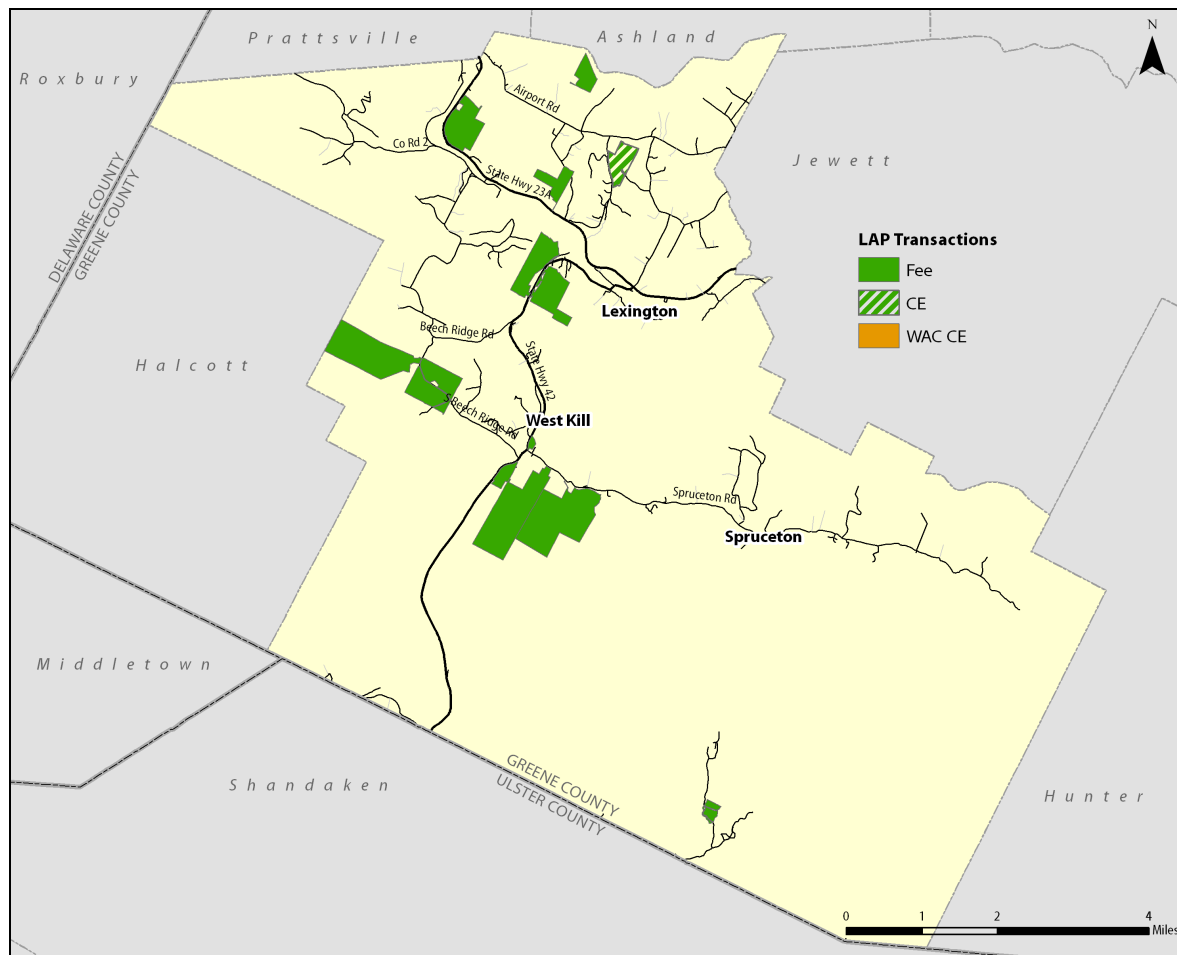 Prattsville
Ashland
N
Roxbury
Airport Rd
Co Rd 2
Jewett
State Hwy 23A
DELAWARE COUNTY
GREENE COUNTY
LAP Transactions
Fee
CE
WAC CE
Lexington
Beech Ridge Rd
Halcott
State Hwy 42
S Beech Ridge Rd
West Kill
Spruceton Rd
Spruceton
Middletown
Shandaken
GREENE COUNTY
ULSTER COUNTY
Hunter
0 1 2 4
Miles